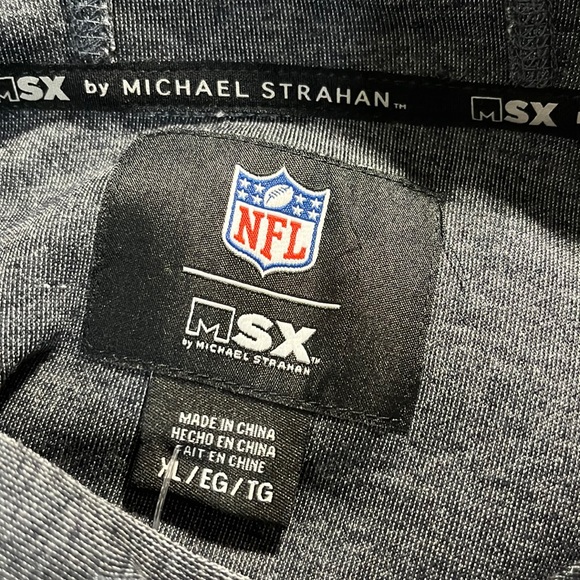 MSX by MICHAEL STRAHAN™ MSX
NFL
MSX™
by MICHAEL STRAHAN
MADE IN CHINA
HECHO EN CHINA
FAIT EN CHINE
XL/EG/TG